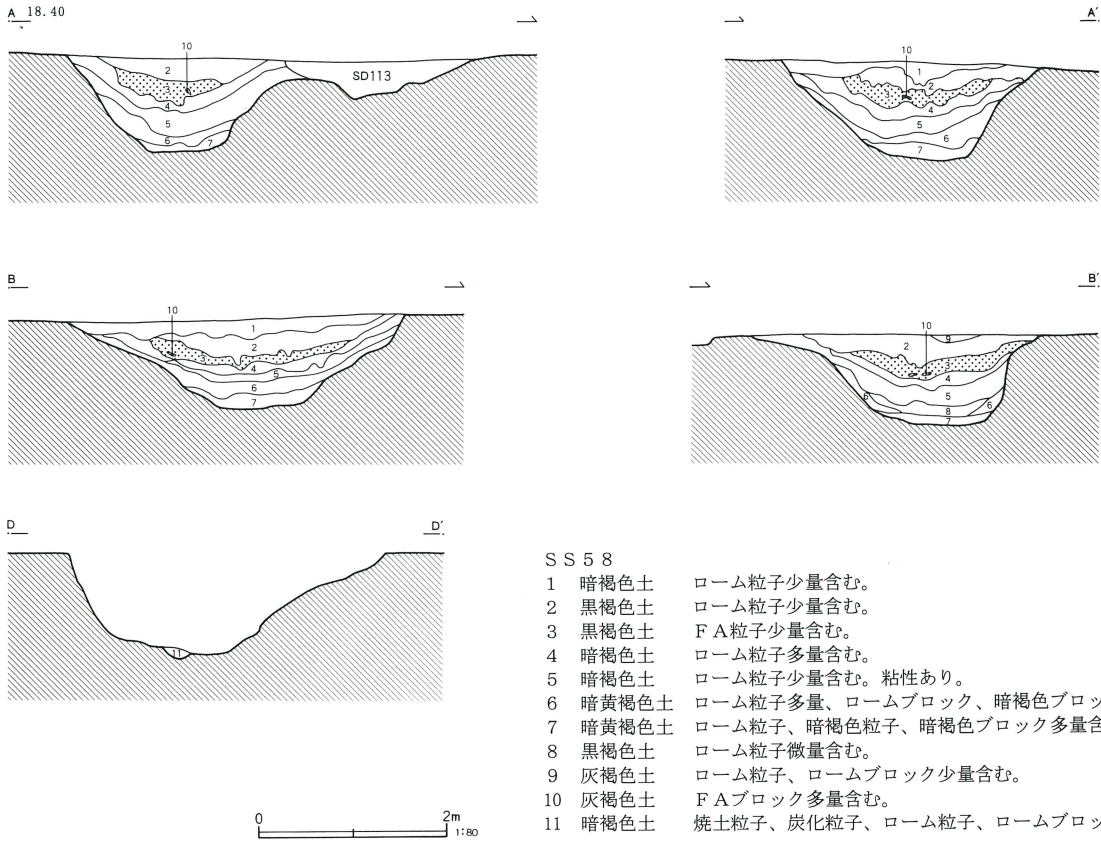 A 18.40
A′
10
2
3
4
5
6
7
SD113
10
1
2
3
4
5
6
7
B
B′
10
1
2
3
4
5
6
7
10
9
2
3
4
5
6
6
8
7
D
D′
11
SS58
1 暗褐色土 ローム粒子少量含む。
2 黒褐色土 ローム粒子少量含む。
3 黒褐色土 FA粒子少量含む。
4 暗褐色土 ローム粒子多量含む。
5 暗褐色土 ローム粒子少量含む。粘性あり。
6 暗黄褐色土 ローム粒子多量、ロームブロック、暗褐色ブロッ
7 暗黄褐色土 ローム粒子、暗褐色粒子、暗褐色ブロック多量含
8 黒褐色土 ローム粒子微量含む。
9 灰褐色土 ローム粒子、ロームブロック少量含む。
10 灰褐色土 FAブロック多量含む。
11 暗褐色土 焼土粒子、炭化粒子、ローム粒子、ロームブロッ
0 2m
1:80